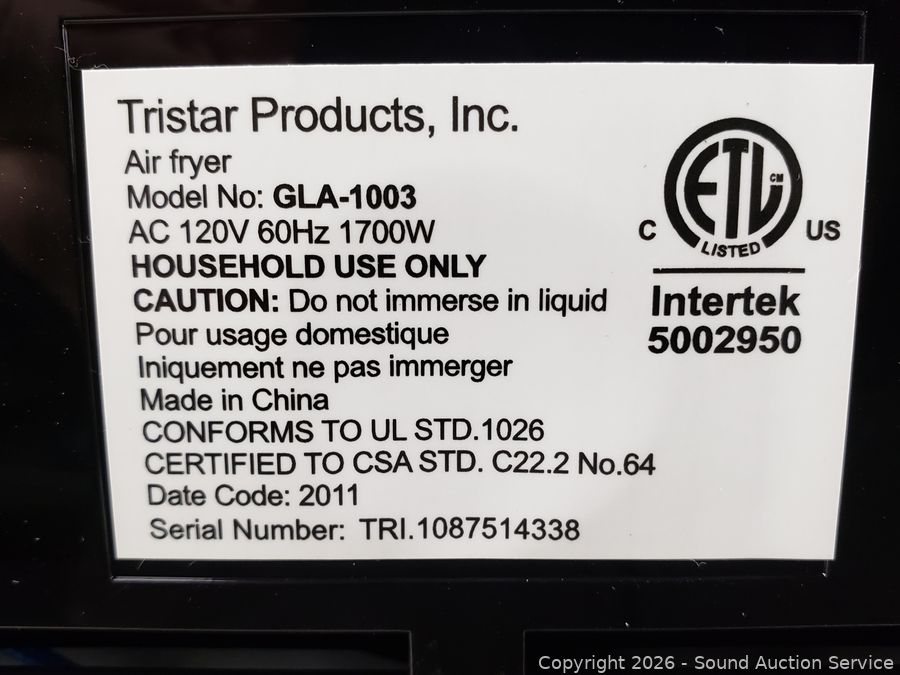 Tristar Products, Inc.
Air fryer
Model No: GLA-1003
AC 120V 60Hz 1700W
HOUSEHOLD USE ONLY
CAUTION: Do not immerse in liquid
Pour usage domestique
Iniquement ne pas immerger
Made in China
CONFORMS TO UL STD.1026
CERTIFIED TO CSA STD. C22.2 No.64
Date Code: 2011
Serial Number: TRI.1087514338
ETL CM
C US
LISTED
Intertek
5002950
Copyright 2026 - Sound Auction Service